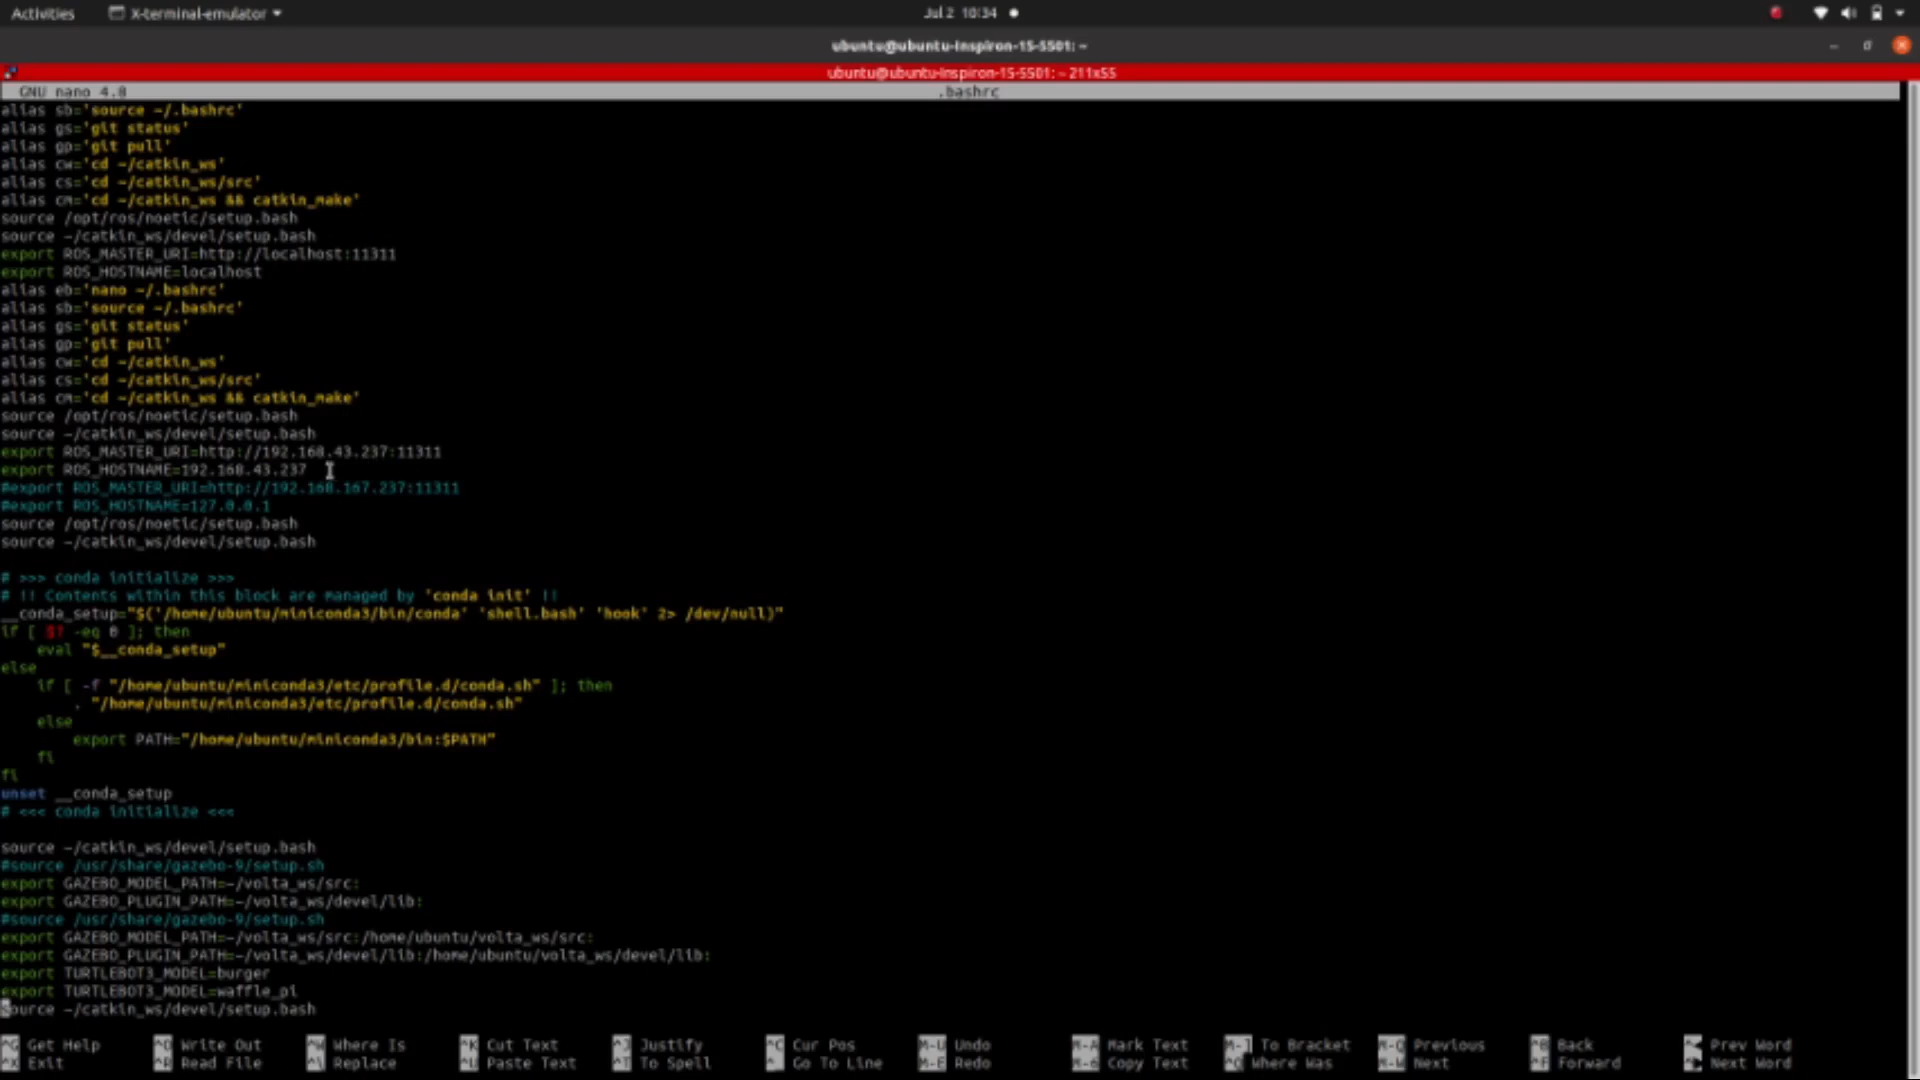 Activities X-terminal-emulator Jul 2 10:34
ubuntu@ubuntu-Inspiron-15-5501: ~
ubuntu@ubuntu-Inspiron-15-5501: ~ 211x55
GNU nano 4.8 .bashrc
alias sb='source ~/.bashrc'
alias gs='git status'
alias gp='git pull'
alias cw='cd ~/catkin_ws'
alias cs='cd ~/catkin_ws/src'
alias cm='cd ~/catkin_ws && catkin_make'
source /opt/ros/noetic/setup.bash
source ~/catkin_ws/devel/setup.bash
export ROS_MASTER_URI=http://localhost:11311
export ROS_HOSTNAME=localhost
alias eb='nano ~/.bashrc'
alias sb='source ~/.bashrc'
alias gs='git status'
alias gp='git pull'
alias cw='cd ~/catkin_ws'
alias cs='cd ~/catkin_ws/src'
alias cm='cd ~/catkin_ws && catkin_make'
source /opt/ros/noetic/setup.bash
source ~/catkin_ws/devel/setup.bash
export ROS_MASTER_URI=http://192.168.43.237:11311
export ROS_HOSTNAME=192.168.43.237
#export ROS_MASTER_URI=http://192.168.167.237:11311
#export ROS_HOSTNAME=127.0.0.1
source /opt/ros/noetic/setup.bash
source ~/catkin_ws/devel/setup.bash
# >>> conda initialize >>>
# !! Contents within this block are managed by 'conda init' !!
__conda_setup="$('/home/ubuntu/miniconda3/bin/conda' 'shell.bash' 'hook' 2> /dev/null)"
if [ $? -eq 0 ]; then
eval "$__conda_setup"
else
if [ -f "/home/ubuntu/miniconda3/etc/profile.d/conda.sh" ]; then
. "/home/ubuntu/miniconda3/etc/profile.d/conda.sh"
else
export PATH="/home/ubuntu/miniconda3/bin:$PATH"
fi
fi
unset __conda_setup
# <<< conda initialize <<<
source ~/catkin_ws/devel/setup.bash
#source /usr/share/gazebo-9/setup.sh
export GAZEBO_MODEL_PATH=~/volta_ws/src:
export GAZEBO_PLUGIN_PATH=~/volta_ws/devel/lib:
#source /usr/share/gazebo-9/setup.sh
export GAZEBO_MODEL_PATH=~/volta_ws/src:/home/ubuntu/volta_ws/src:
export GAZEBO_PLUGIN_PATH=~/volta_ws/devel/lib:/home/ubuntu/volta_ws/devel/lib:
export TURTLEBOT3_MODEL=burger
export TURTLEBOT3_MODEL=waffle_pi
source ~/catkin_ws/devel/setup.bash
^G Get Help ^O Write Out ^W Where Is ^K Cut Text ^J Justify ^C Cur Pos M-U Undo M-A Mark Text M-] To Bracket M-Q Previous ^B Back Prev Word
^X Exit ^R Read File ^\ Replace ^U Paste Text ^T To Spell ^_ Go To Line M-E Redo M-6 Copy Text ^Q Where Was M-W Next ^F Forward Next Word